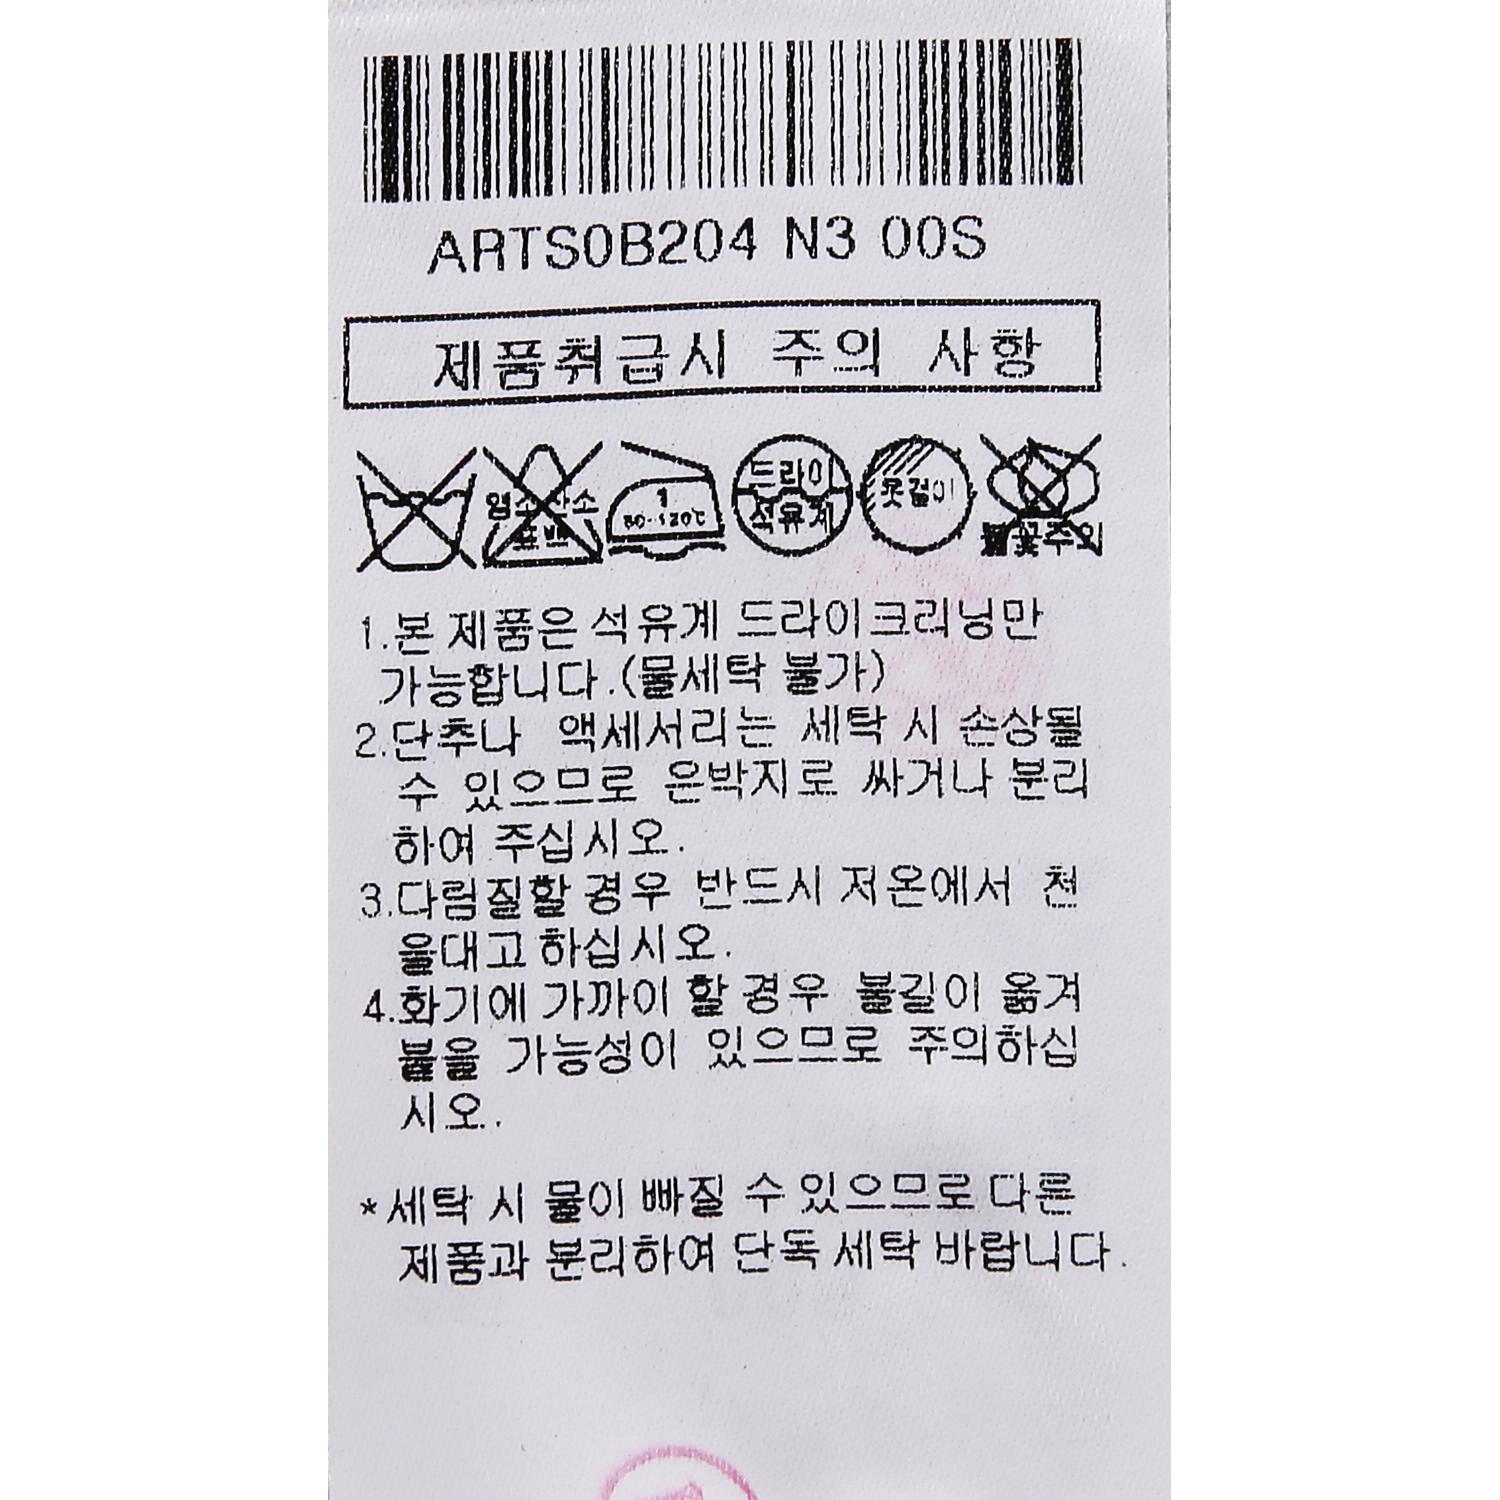 ARTS0B204 N3 00S
제품취급시 주의 사항
염소 산소 표백
1 80~120℃
드라이
석유계
옷걸이
불꽃주의
1.본 제품은 석유계 드라이크리닝만
가능합니다.(물세탁 불가)
2.단추나 액세서리는 세탁 시 손상될
수 있으므로 은박지로 싸거나 분리
하여 주십시오.
3.다림질할 경우 반드시 저온에서 천
을대고 하십시오.
4.화기에 가까이 할 경우 불길이 옮겨
붙을 가능성이 있으므로 주의하십
시오.
*세탁 시 물이 빠질 수 있으므로 다른
제품과 분리하여 단독 세탁 바랍니다.